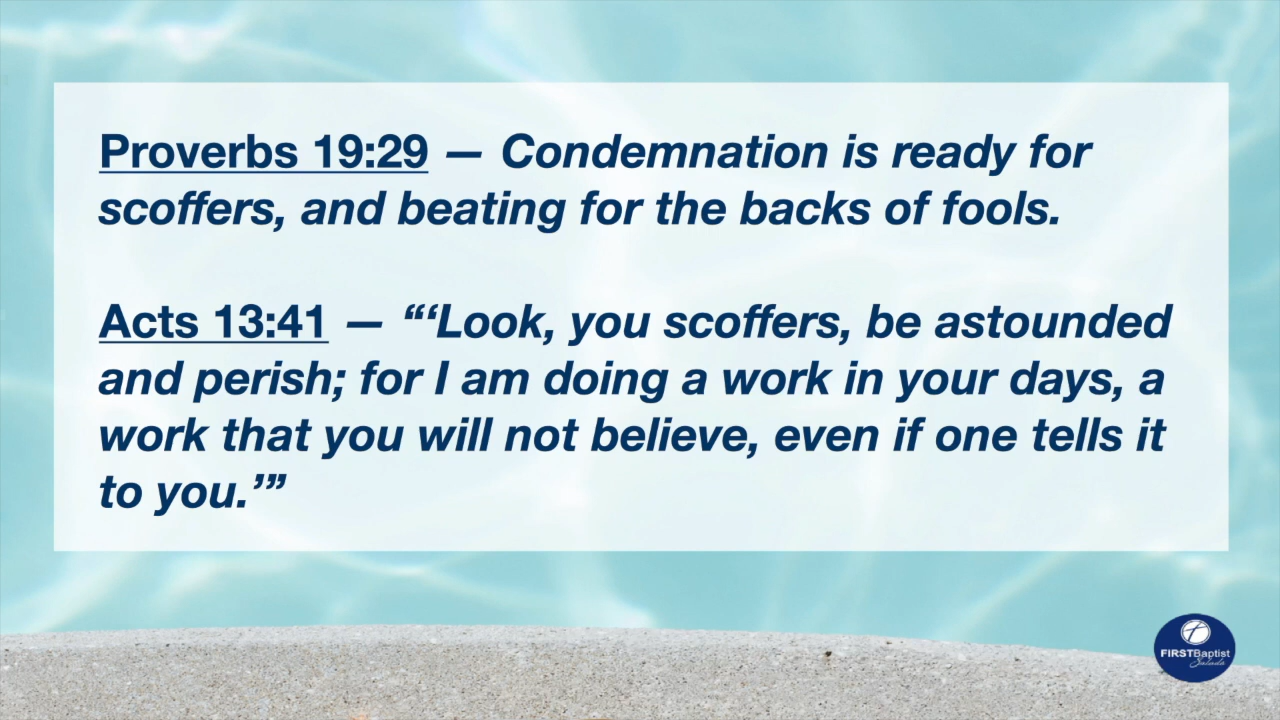 Proverbs 19:29 — Condemnation is ready for
scoffers, and beating for the backs of fools.
Acts 13:41 — “‘Look, you scoffers, be astounded
and perish; for I am doing a work in your days, a
work that you will not believe, even if one tells it
to you.’”
FIRSTBaptist
Salado